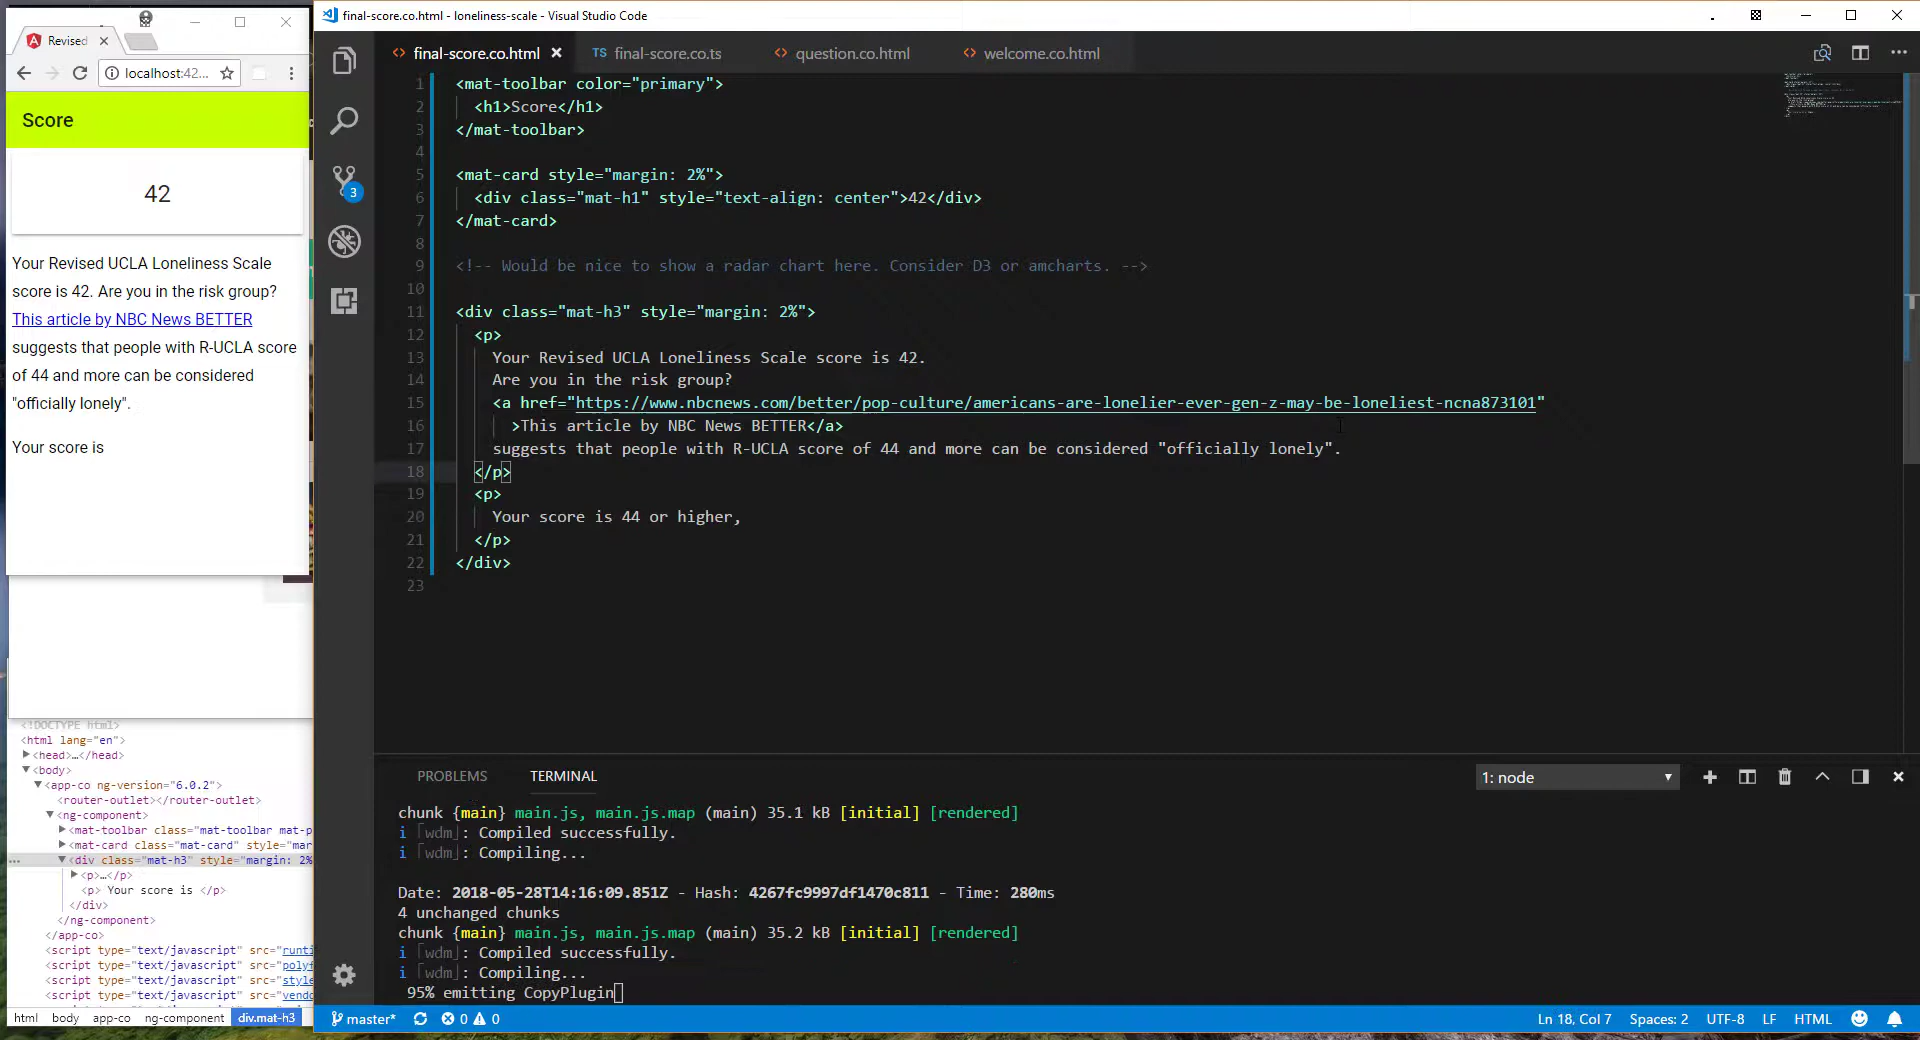 Revised
localhost:42...
Score
42
Your Revised UCLA Loneliness Scale
score is 42. Are you in the risk group?
This article by NBC News BETTER
suggests that people with R-UCLA score
of 44 and more can be considered
"officially lonely".
Your score is
<!DOCTYPE html>
<html lang="en">
<head>…</head>
<body>
<app-co ng-version="6.0.2">
<router-outlet></router-outlet>
<ng-component>
<mat-toolbar class="mat-toolbar mat-p
<mat-card class="mat-card" style="mar
<div class="mat-h3" style="margin: 2%
<p>…</p>
<p> Your score is </p>
</div>
</ng-component>
</app-co>
<script type="text/javascript" src="runti
<script type="text/javascript" src="polyf
<script type="text/javascript" src="style
<script type="text/javascript" src="vendo
html body app-co ng-component div.mat-h3
final-score.co.html - loneliness-scale - Visual Studio Code
final-score.co.html final-score.co.ts question.co.html welcome.co.html
TS
3
1 <mat-toolbar color="primary">
2 <h1>Score</h1>
3 </mat-toolbar>
4
5 <mat-card style="margin: 2%">
6 <div class="mat-h1" style="text-align: center">42</div>
7 </mat-card>
8
9 <!-- Would be nice to show a radar chart here. Consider D3 or amcharts. -->
10
11 <div class="mat-h3" style="margin: 2%">
12 <p>
13 Your Revised UCLA Loneliness Scale score is 42.
14 Are you in the risk group?
15 <a href="https://www.nbcnews.com/better/pop-culture/americans-are-lonelier-ever-gen-z-may-be-loneliest-ncna873101"
16 >This article by NBC News BETTER</a>
17 suggests that people with R-UCLA score of 44 and more can be considered "officially lonely".
18 </p>
19 <p>
20 Your score is 44 or higher,
21 </p>
22 </div>
23
PROBLEMS TERMINAL
1: node
chunk {main} main.js, main.js.map (main) 35.1 kB [initial] [rendered]
i ｢wdm｣: Compiled successfully.
i ｢wdm｣: Compiling...
Date: 2018-05-28T14:16:09.851Z - Hash: 4267fc9997df1470c811 - Time: 280ms
4 unchanged chunks
chunk {main} main.js, main.js.map (main) 35.2 kB [initial] [rendered]
i ｢wdm｣: Compiled successfully.
i ｢wdm｣: Compiling...
95% emitting CopyPlugin
master* 0 0 Ln 18, Col 7 Spaces: 2 UTF-8 LF HTML